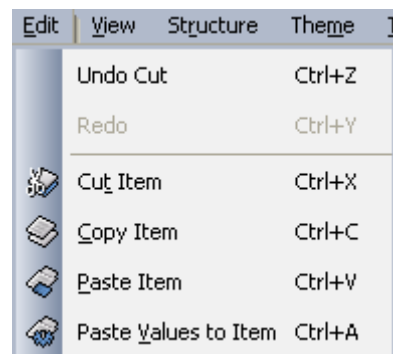 Edit View Structure Theme
Undo Cut Ctrl+Z
Redo Ctrl+Y
Cut Item Ctrl+X
Copy Item Ctrl+C
Paste Item Ctrl+V
Paste Values to Item Ctrl+A